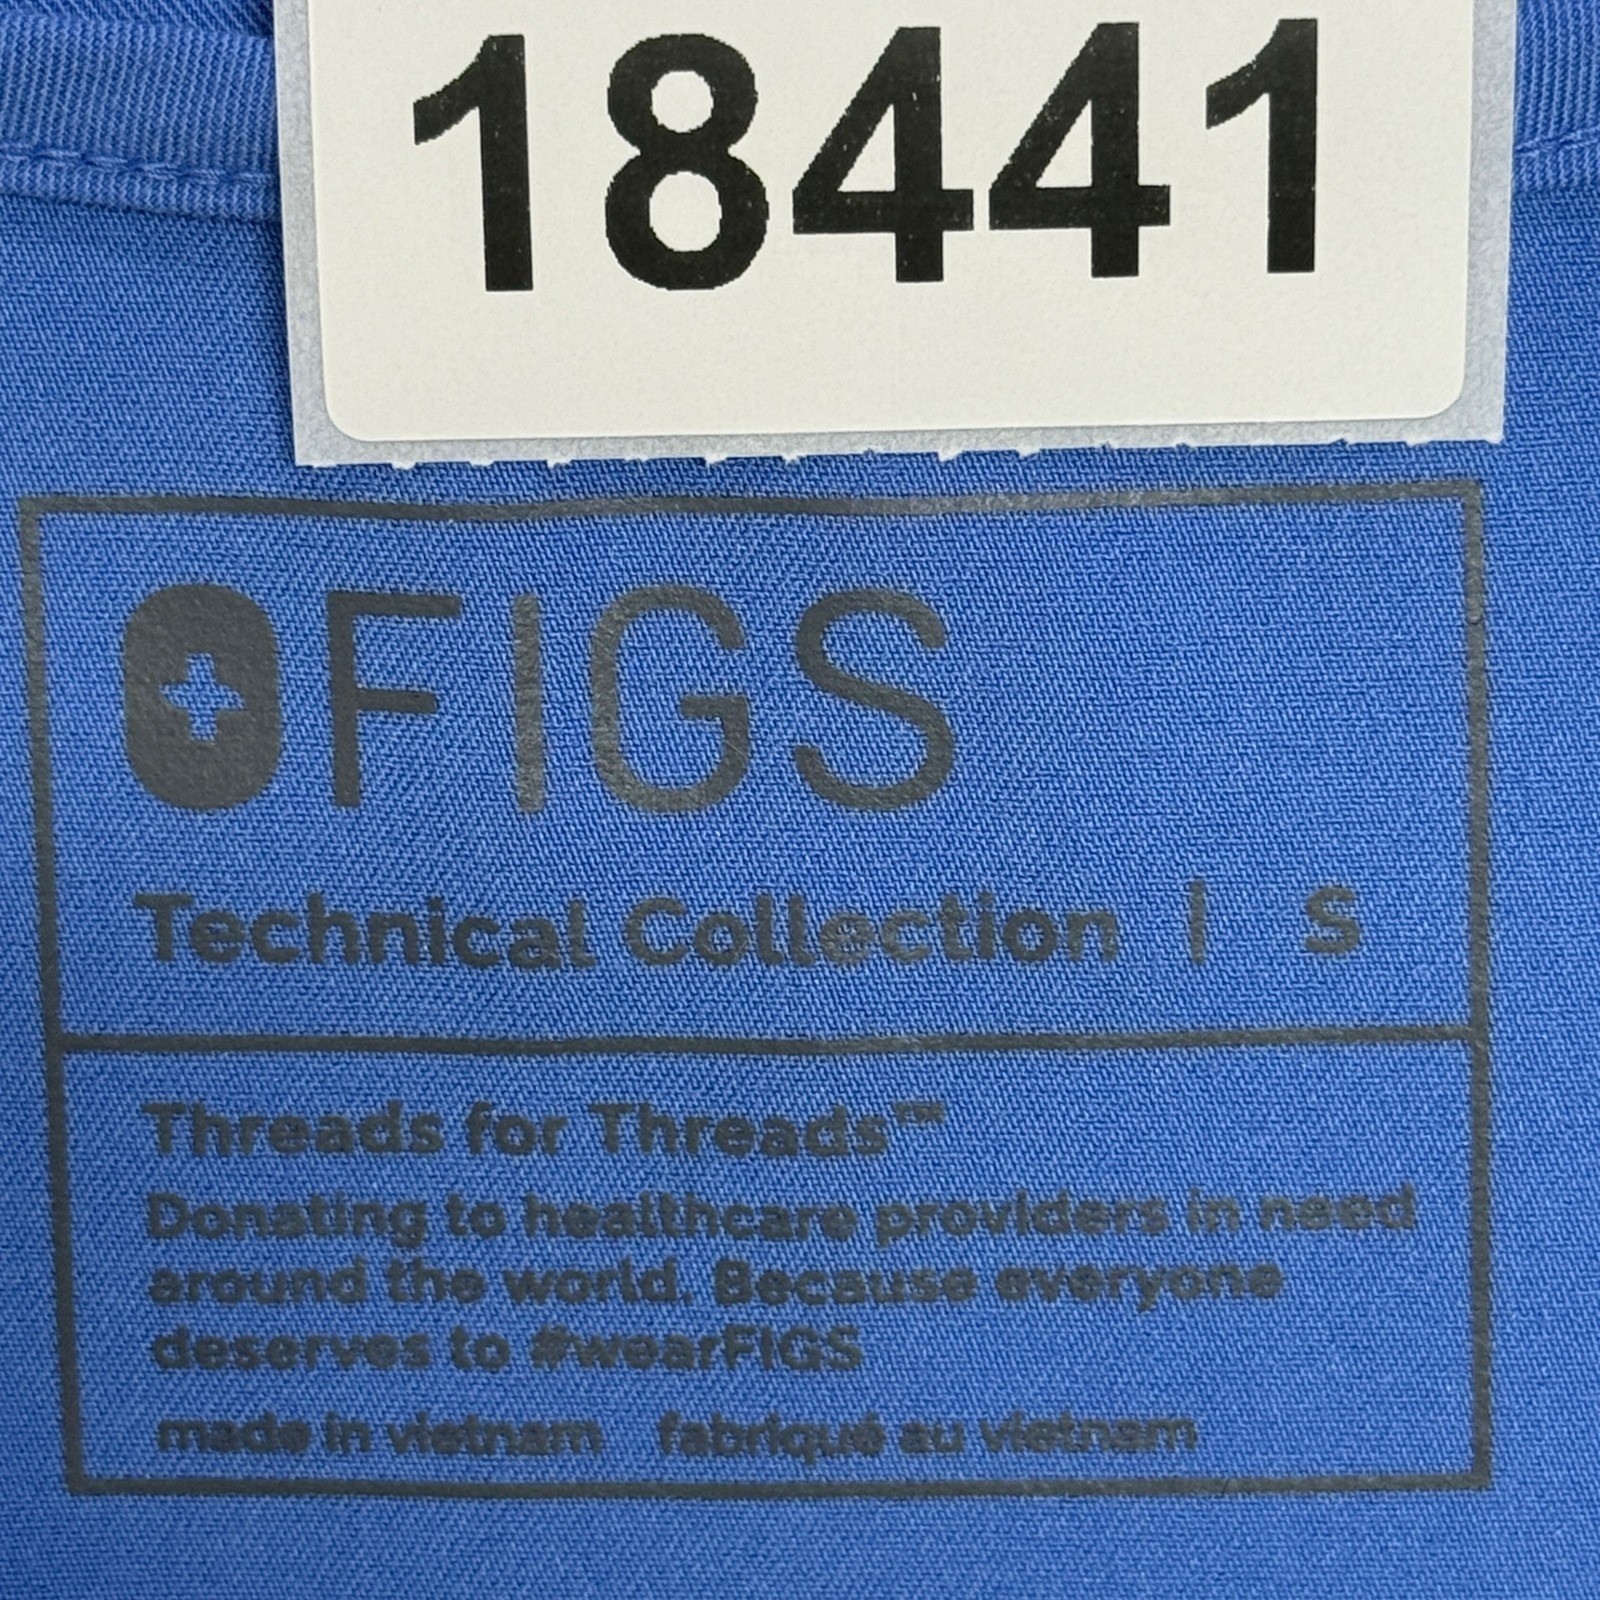 18441
FIGS
Technical Collection | S
Threads for Threads™
Donating to healthcare providers in need
around the world. Because everyone
deserves to #wearFIGS
made in vietnam fabriqué au vietnam